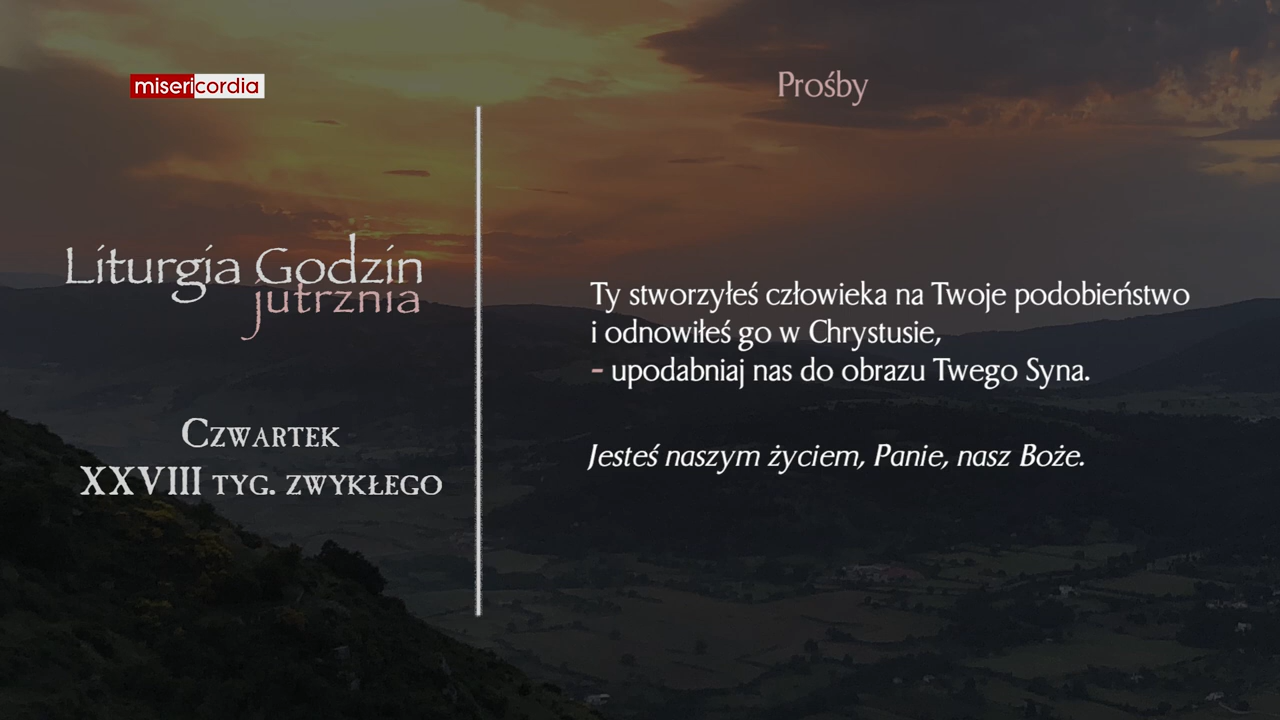 misericordia
Liturgia Godzin
jutrznia
Czwartek
XXVIII tyg. zwykłego
Prośby
Ty stworzyłeś człowieka na Twoje podobieństwo
i odnowiłeś go w Chrystusie,
- upodabniaj nas do obrazu Twego Syna.
Jesteś naszym życiem, Panie, nasz Boże.